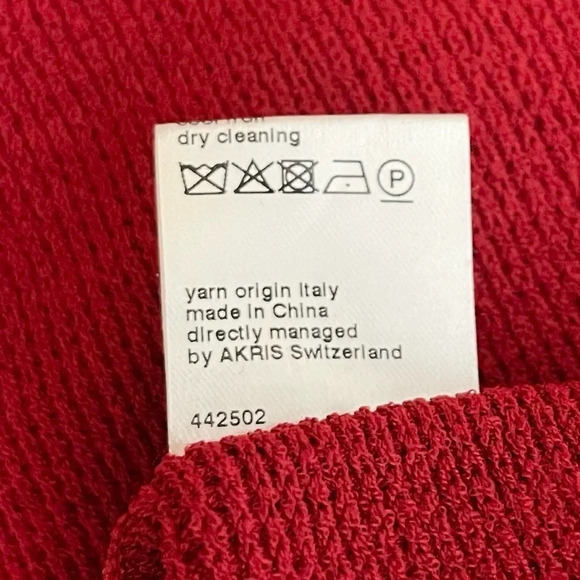 dry cleaning
P
yarn origin Italy
made in China
directly managed
by AKRIS Switzerland
442502